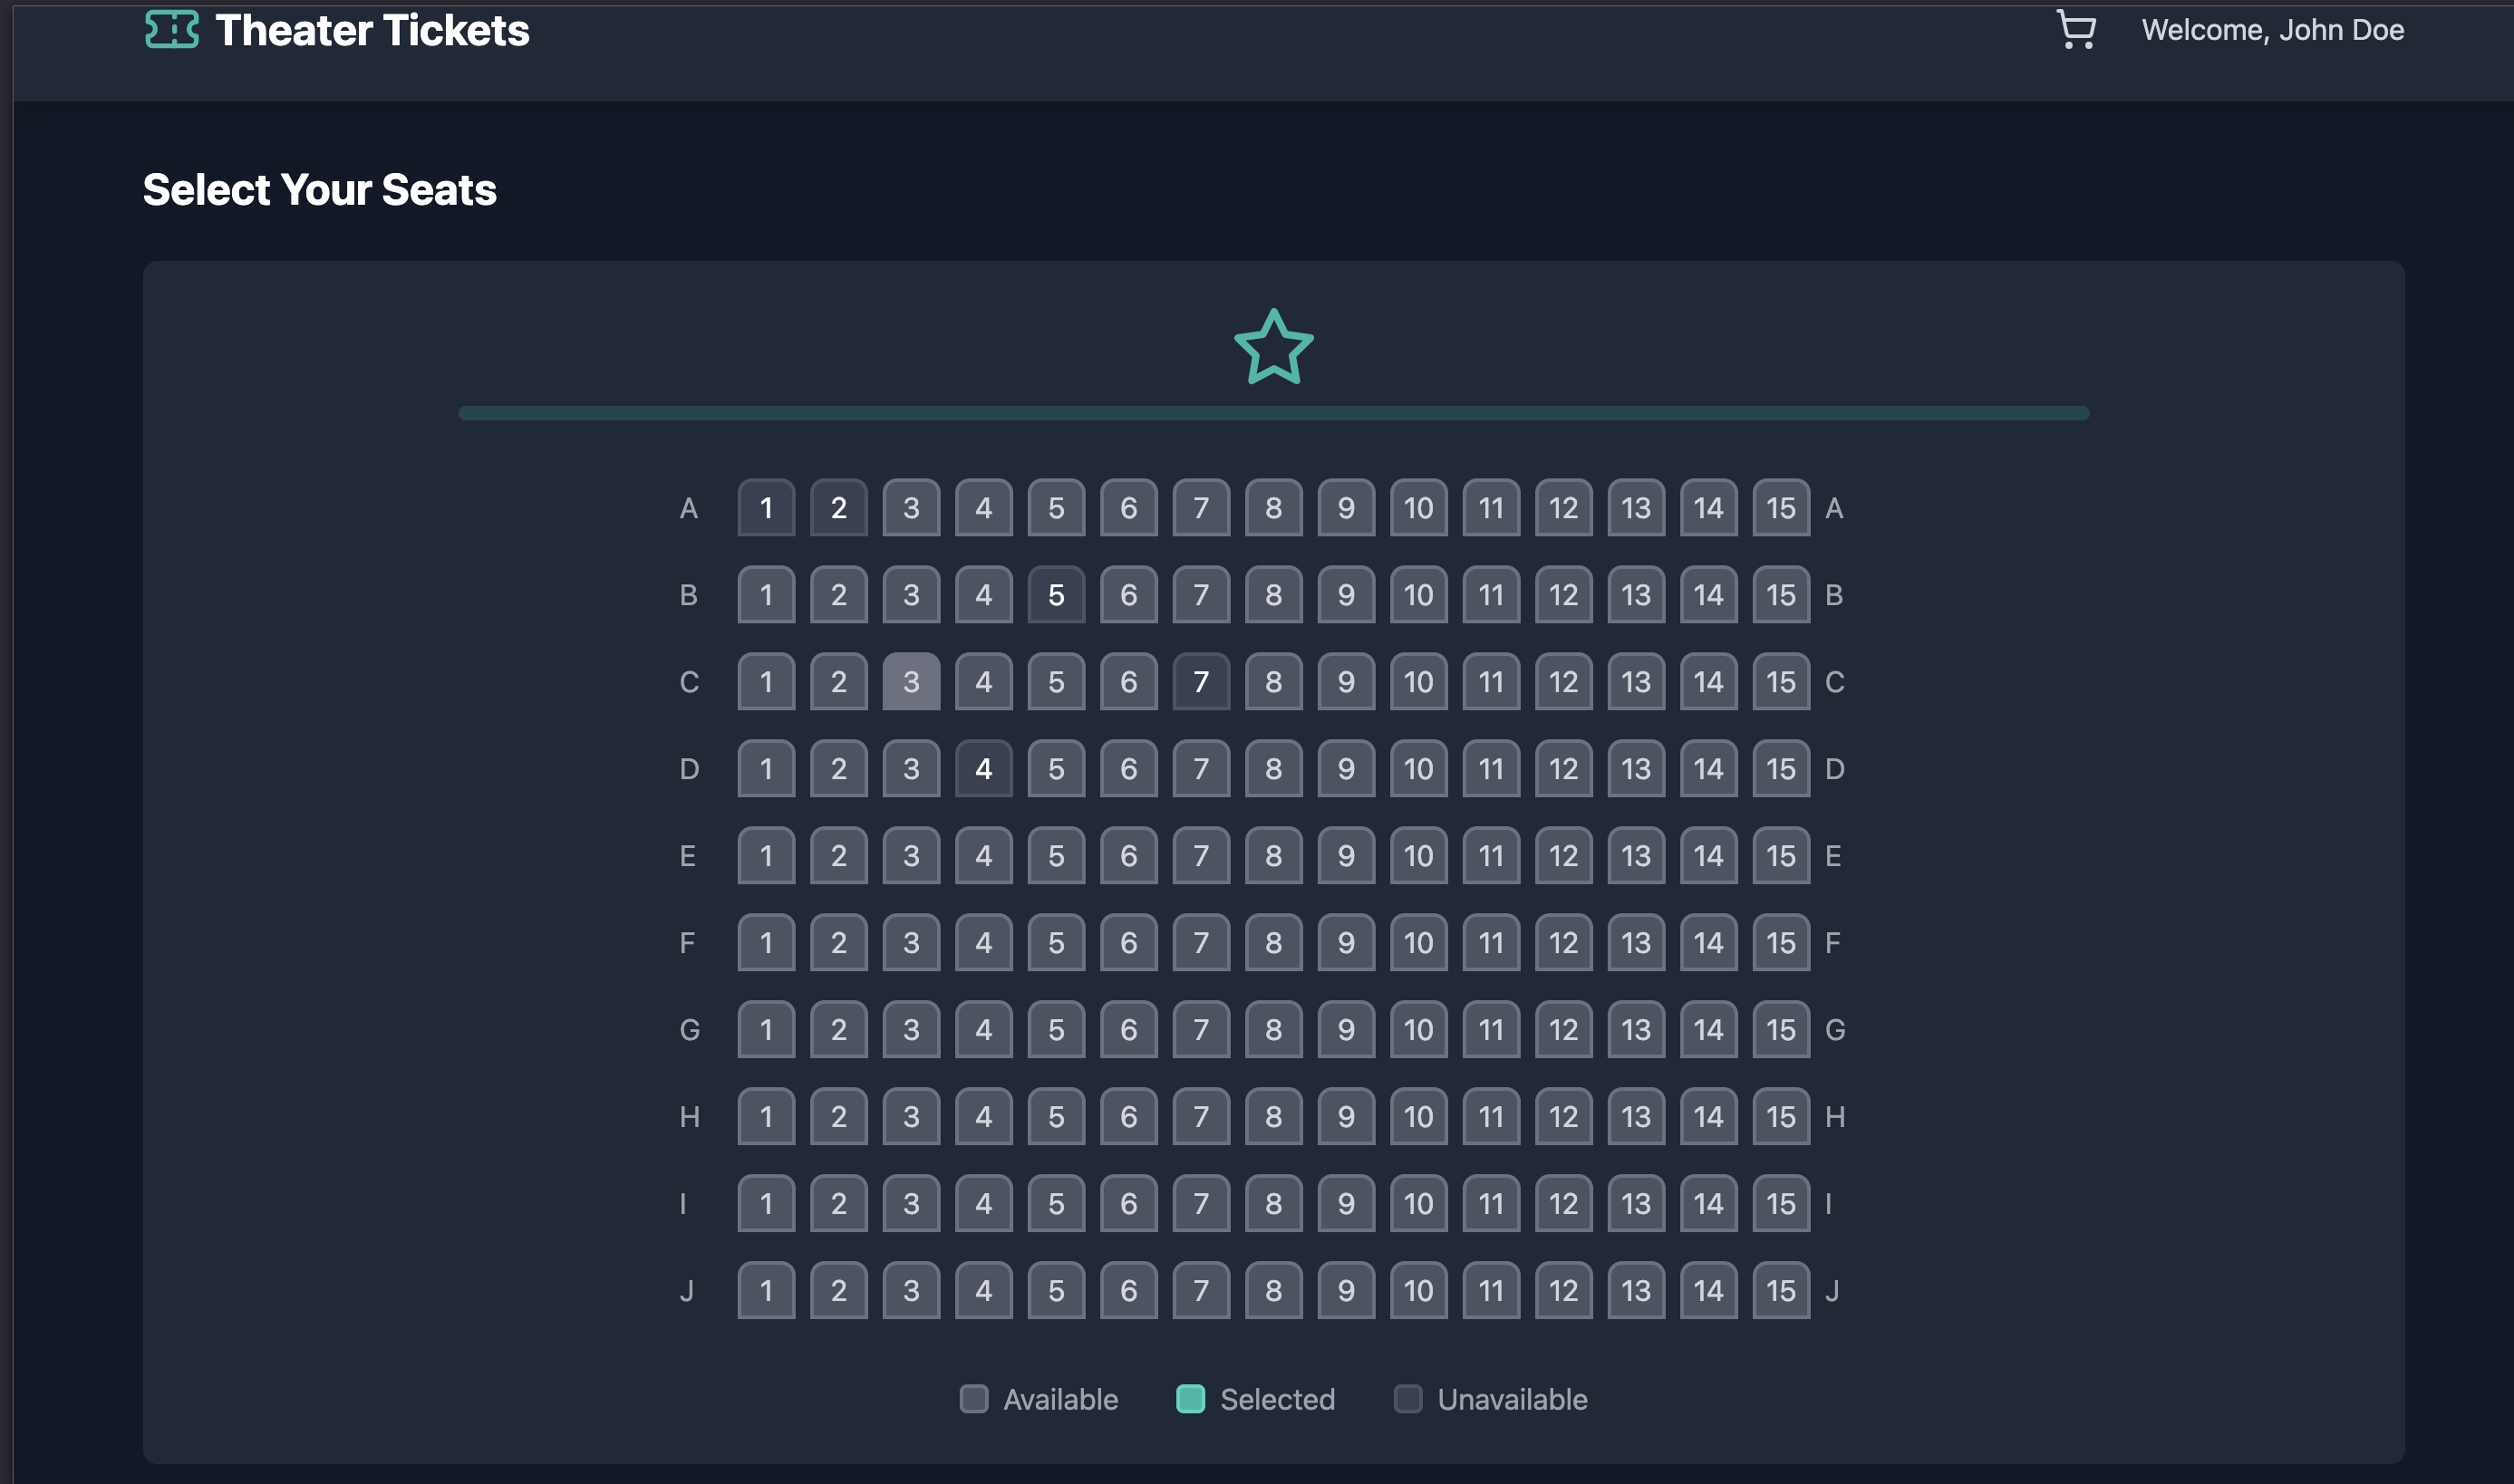 Theater Tickets Welcome, John Doe
Select Your Seats
A 1 2 3 4 5 6 7 8 9 10 11 12 13 14 15 A
B 1 2 3 4 5 6 7 8 9 10 11 12 13 14 15 B
C 1 2 3 4 5 6 7 8 9 10 11 12 13 14 15 C
D 1 2 3 4 5 6 7 8 9 10 11 12 13 14 15 D
E 1 2 3 4 5 6 7 8 9 10 11 12 13 14 15 E
F 1 2 3 4 5 6 7 8 9 10 11 12 13 14 15 F
G 1 2 3 4 5 6 7 8 9 10 11 12 13 14 15 G
H 1 2 3 4 5 6 7 8 9 10 11 12 13 14 15 H
I 1 2 3 4 5 6 7 8 9 10 11 12 13 14 15 I
J 1 2 3 4 5 6 7 8 9 10 11 12 13 14 15 J
Available Selected Unavailable